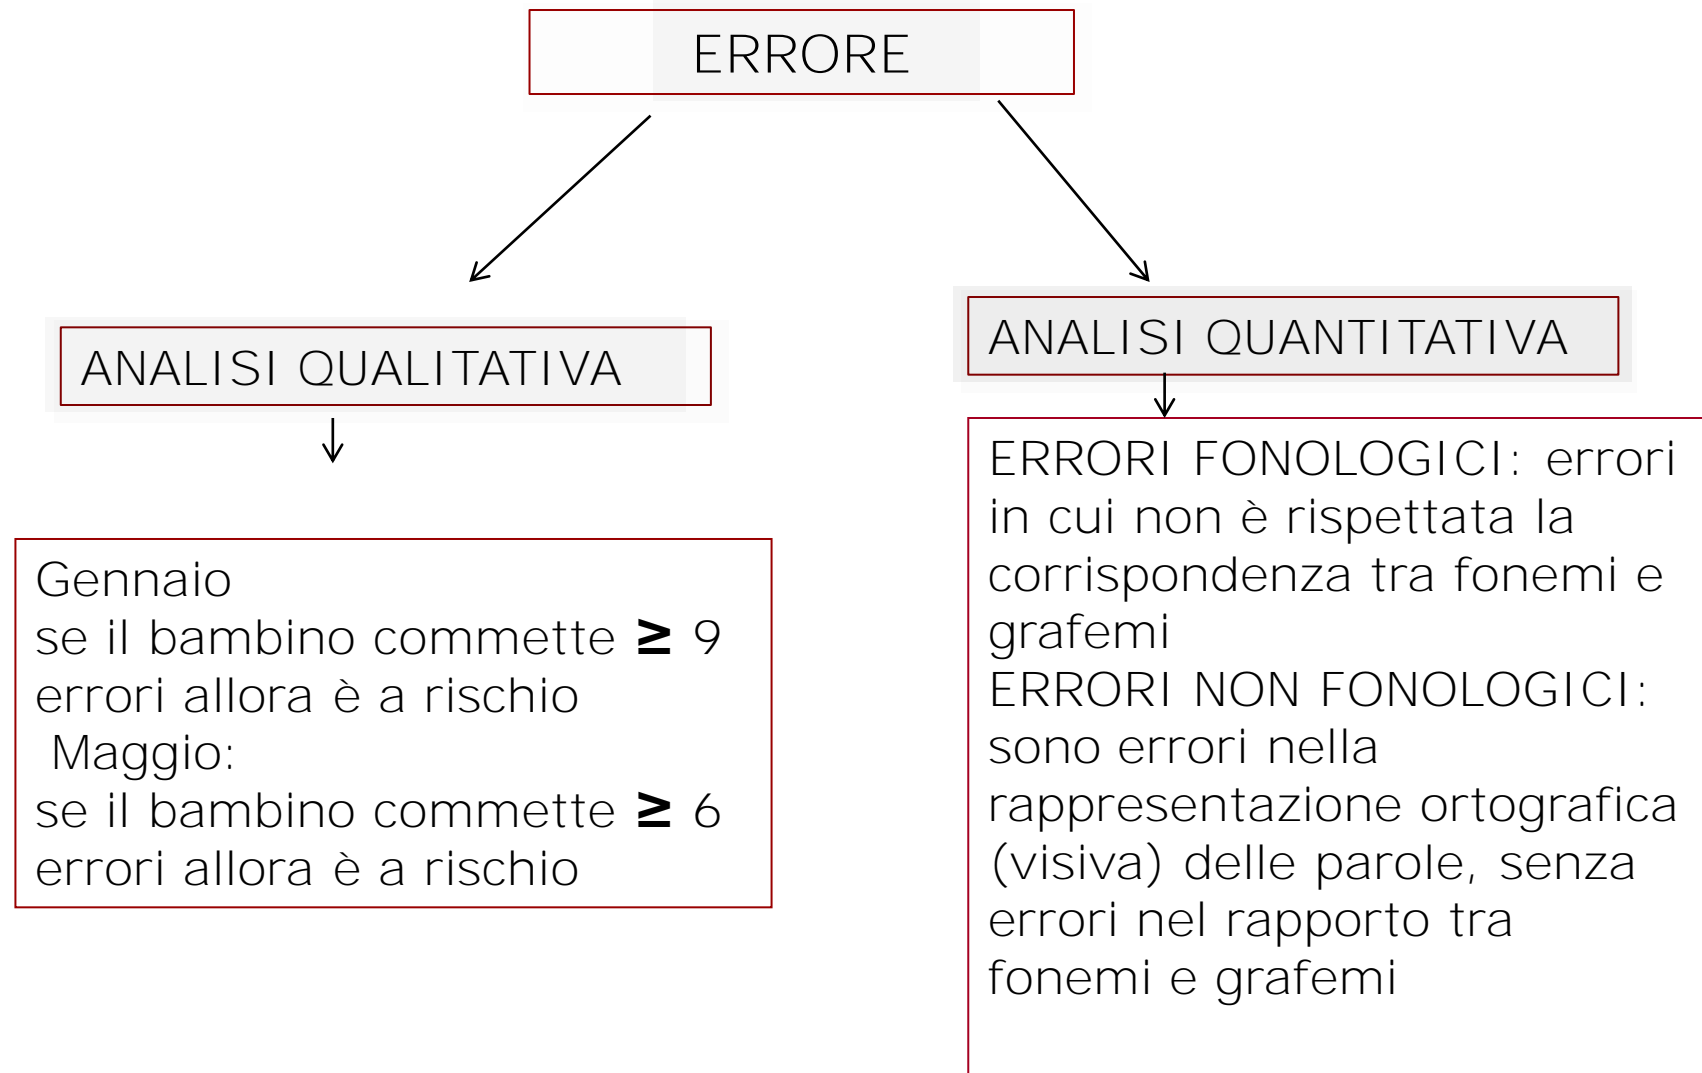 ERRORE
ANALISI QUALITATIVA
Gennaio
se il bambino commette ≥ 9
errori allora è a rischio
Maggio:
se il bambino commette ≥ 6
errori allora è a rischio
ANALISI QUANTITATIVA
ERRORI FONOLOGICI: errori
in cui non è rispettata la
corrispondenza tra fonemi e
grafemi
ERRORI NON FONOLOGICI:
sono errori nella
rappresentazione ortografica
(visiva) delle parole, senza
errori nel rapporto tra
fonemi e grafemi